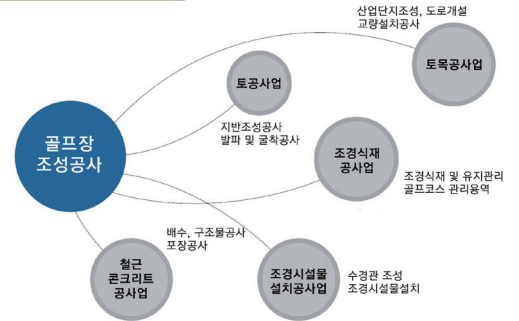 산업단지조성, 도로개설
교량설치공사
토목공사업
토공사업
지반조성공사
발파 및 굴착공사
골프장
조성공사
조경식재
공사업
조경식재 및 유지관리
골프코스 관리용역
배수, 구조물공사
포장공사
철근
콘크리트
공사업
조경시설물
설치공사업
수경관 조성
조경시설물설치